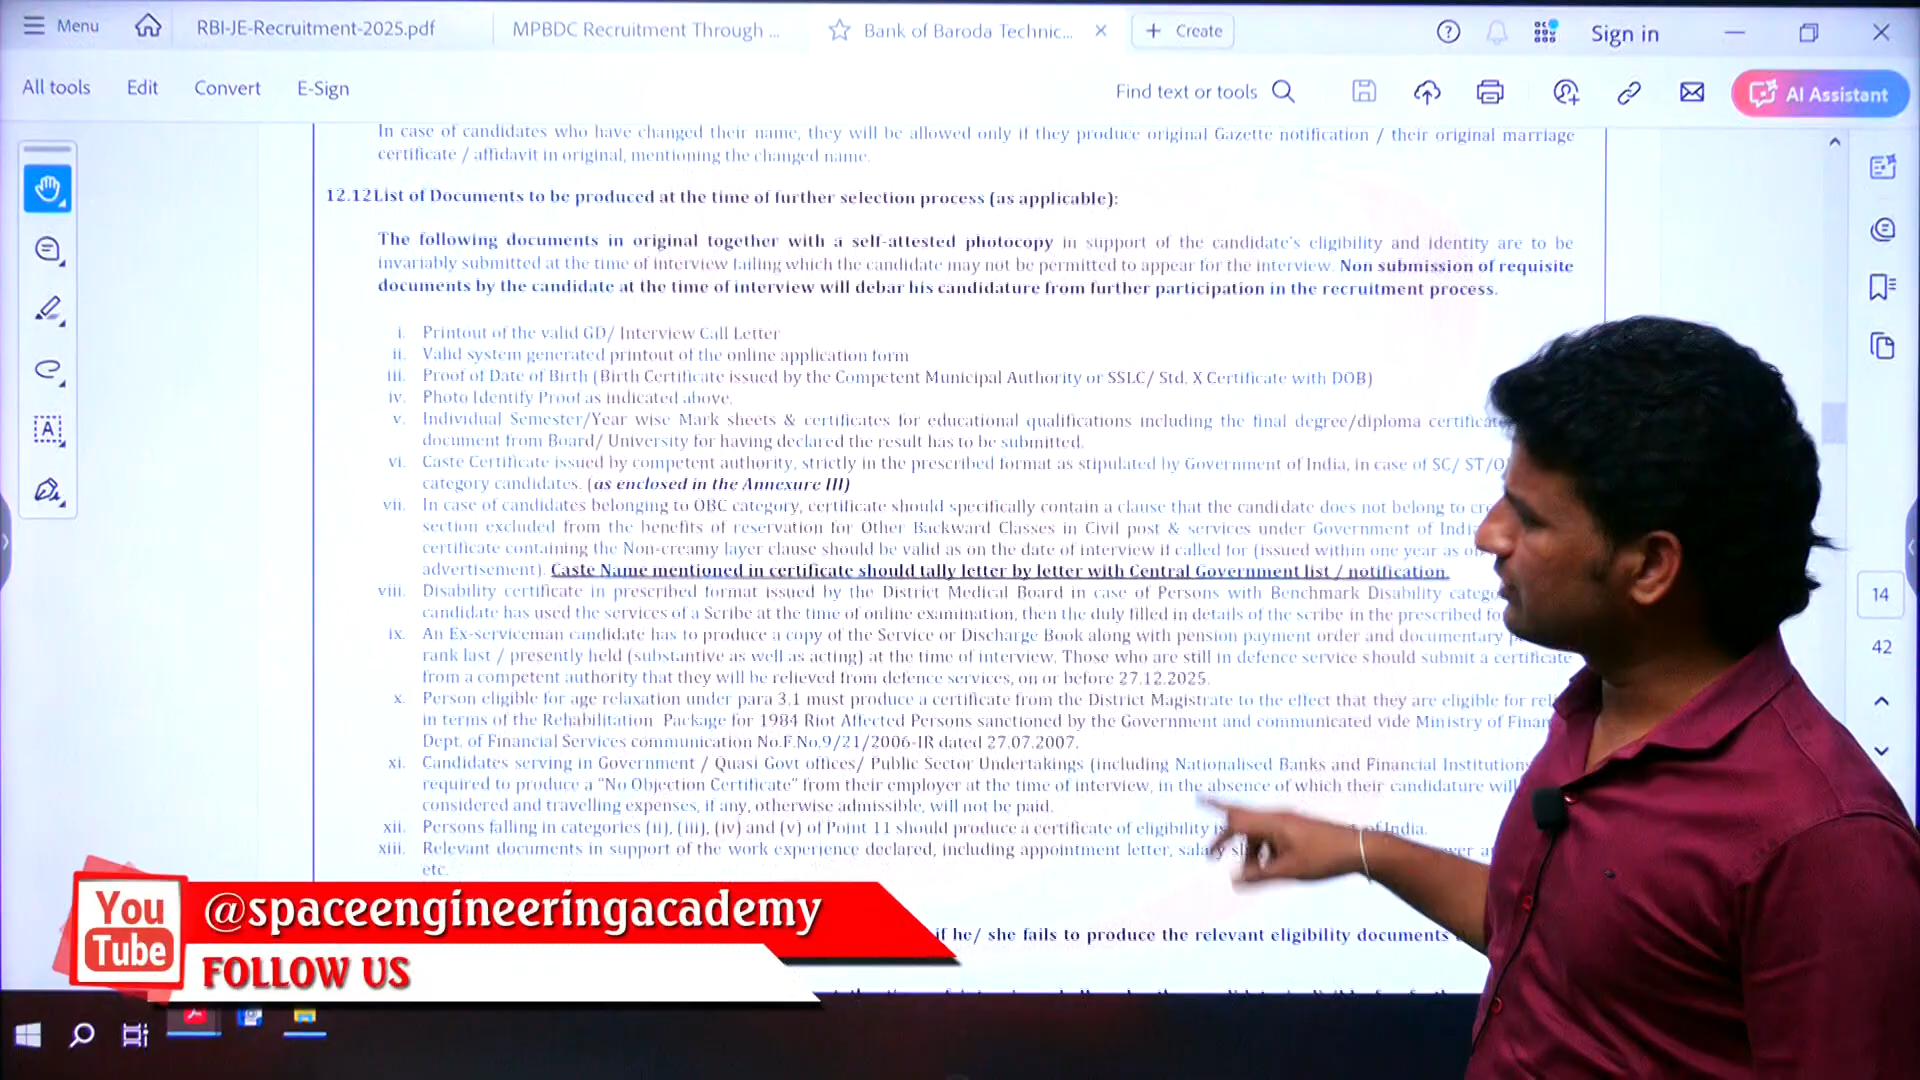 Menu
RBI-JE-Recruitment-2025.pdf
MPBDC Recruitment Through ...
Bank of Baroda Technic...
Create
Sign in
All tools
Edit
Convert
E-Sign
Find text or tools
AI Assistant
In case of candidates who have changed their name, they will be allowed only if they produce original Gazette notification / their original marriage
certificate / affidavit in original, mentioning the changed name.
12.12 List of Documents to be produced at the time of further selection process (as applicable):
The following documents in original together with a self-attested photocopy in support of the candidate's eligibility and identity are to be
invariably submitted at the time of interview failing which the candidate may not be permitted to appear for the interview. Non submission of requisite
documents by the candidate at the time of interview will debar his candidature from further participation in the recruitment process.
i. Printout of the valid GD/ Interview Call Letter
ii. Valid system generated printout of the online application form
iii. Proof of Date of Birth (Birth Certificate issued by the Competent Municipal Authority or SSLC/ Std. X Certificate with DOB)
iv. Photo Identify Proof as indicated above.
v. Individual Semester/Year wise Mark sheets & certificates for educational qualifications including the final degree/diploma
document from Board/ University for having declared the result has to be submitted.
vi. Caste Certificate issued by competent authority, strictly in the prescribed format as stipulated by Government of India, in case of SC/ ST/
category candidates. (as enclosed in the Annexure III)
vii. In case of candidates belonging to OBC category, certificate should specifically contain a clause that the candidate does not belong to
section excluded from the benefits of reservation for Other Backward Classes in Civil post & services under Government of
certificate containing the Non-creamy layer clause should be valid as on the date of interview if called for (issued within one year as
advertisement). Caste Name mentioned in certificate should tally letter by letter with Central Government list / notification.
viii. Disability certificate in prescribed format issued by the District Medical Board in case of Persons with Benchmark Disability
candidate has used the services of a Scribe at the time of online examination, then the duly filled in details of the scribe in the prescribed
ix. An Ex-serviceman candidate has to produce a copy of the Service or Discharge Book along with pension payment order and documentary
rank last / presently held (substantive as well as acting) at the time of interview. Those who are still in defence service should submit a certificate
from a competent authority that they will be relieved from defence services, on or before 27.12.2025.
x. Person eligible for age relaxation under para 3.1 must produce a certificate from the District Magistrate to the effect that they are eligible for
in terms of the Rehabilitation Package for 1984 Riot Affected Persons sanctioned by the Government and communicated vide Ministry of
Dept. of Financial Services communication No.F.No.9/21/2006-IR dated 27.07.2007.
xi. Candidates serving in Government / Quasi Govt offices/ Public Sector Undertakings (including Nationalised Banks and Financial Institutions
required to produce a "No Objection Certificate" from their employer at the time of interview, in the absence of which their candidature will
considered and travelling expenses, if any, otherwise admissible, will not be paid.
xii. Persons falling in categories (ii), (iii), (iv) and (v) of Point 11 should produce a certificate of eligibility of India.
xiii. Relevant documents in support of the work experience declared, including appointment letter, salary
etc.
if he/ she fails to produce the relevant eligibility documents
14
42
You
Tube
@spaceengineeringacademy
FOLLOW US